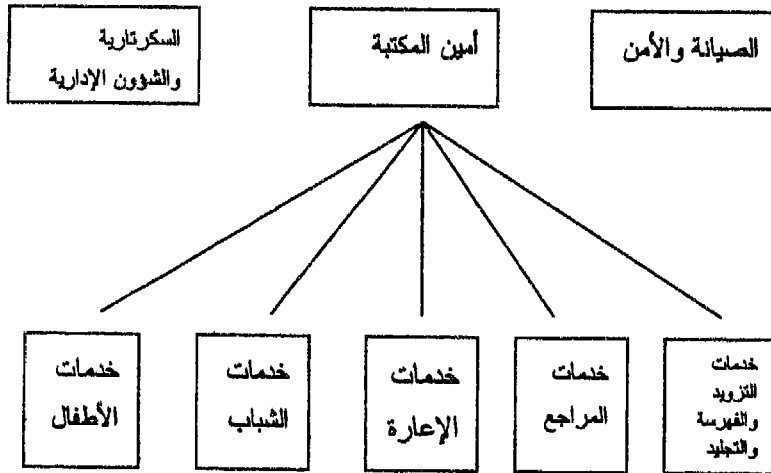 الصيانة والأمن
أمين المكتبة
السكرتارية
والشؤون الإدارية
خدمات
التزويد
والفهرسة
والتجليد
خدمات
المراجع
خدمات
الإعارة
خدمات
الشباب
خدمات
الأطفال